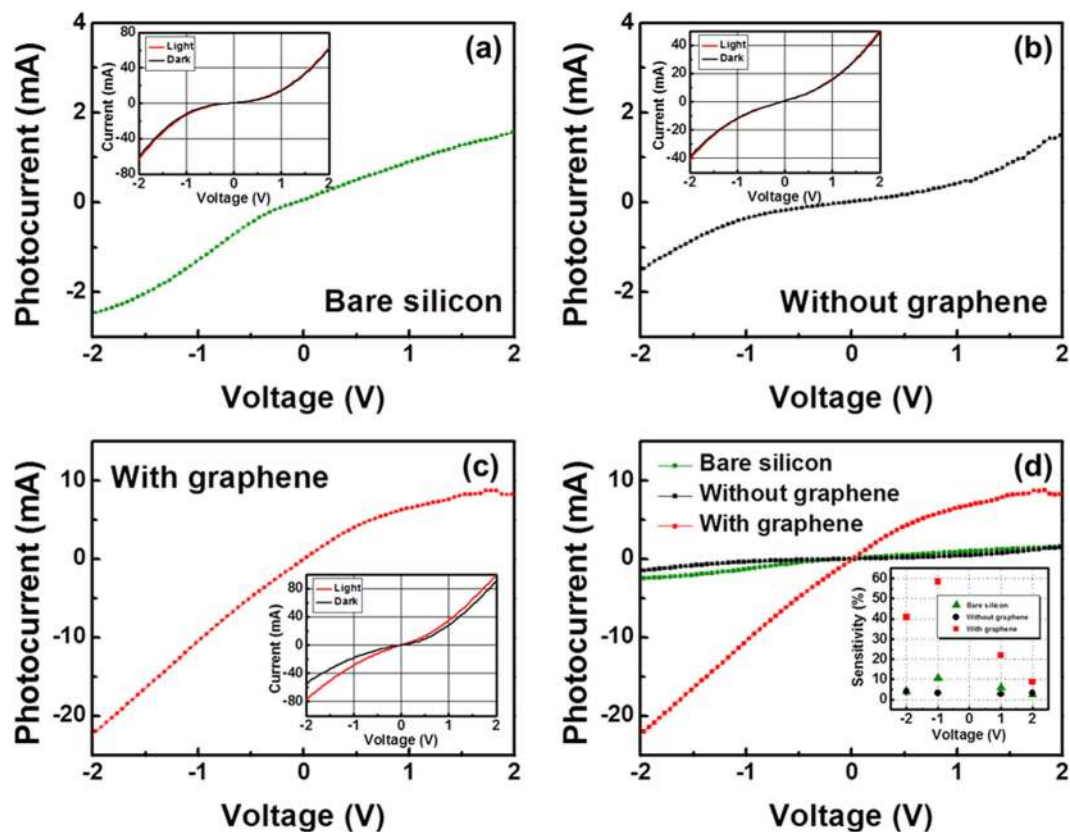 (a)
Photocurrent (mA)
4
2
0
-2
-2 -1 0 1 2
Voltage (V)
Bare silicon
Current (mA)
80
40
0
-40
-80
-2 -1 0 1 2
Voltage (V)
Light
Dark
(b)
Photocurrent (mA)
4
2
0
-2
-2 -1 0 1 2
Voltage (V)
Without graphene
Current (mA)
40
20
0
-20
-40
-2 -1 0 1 2
Voltage (V)
Light
Dark
With graphene
(c)
Photocurrent (mA)
10
0
-10
-20
-2 -1 0 1 2
Voltage (V)
Current (mA)
80
40
0
-40
-80
-2 -1 0 1 2
Voltage (V)
Light
Dark
(d)
Bare silicon
Without graphene
With graphene
Photocurrent (mA)
10
0
-10
-20
-2 -1 0 1 2
Voltage (V)
Sensitivity (%)
60
50
40
30
20
10
0
-2 -1 0 1 2
Voltage (V)
Bare silicon
Without graphene
With graphene